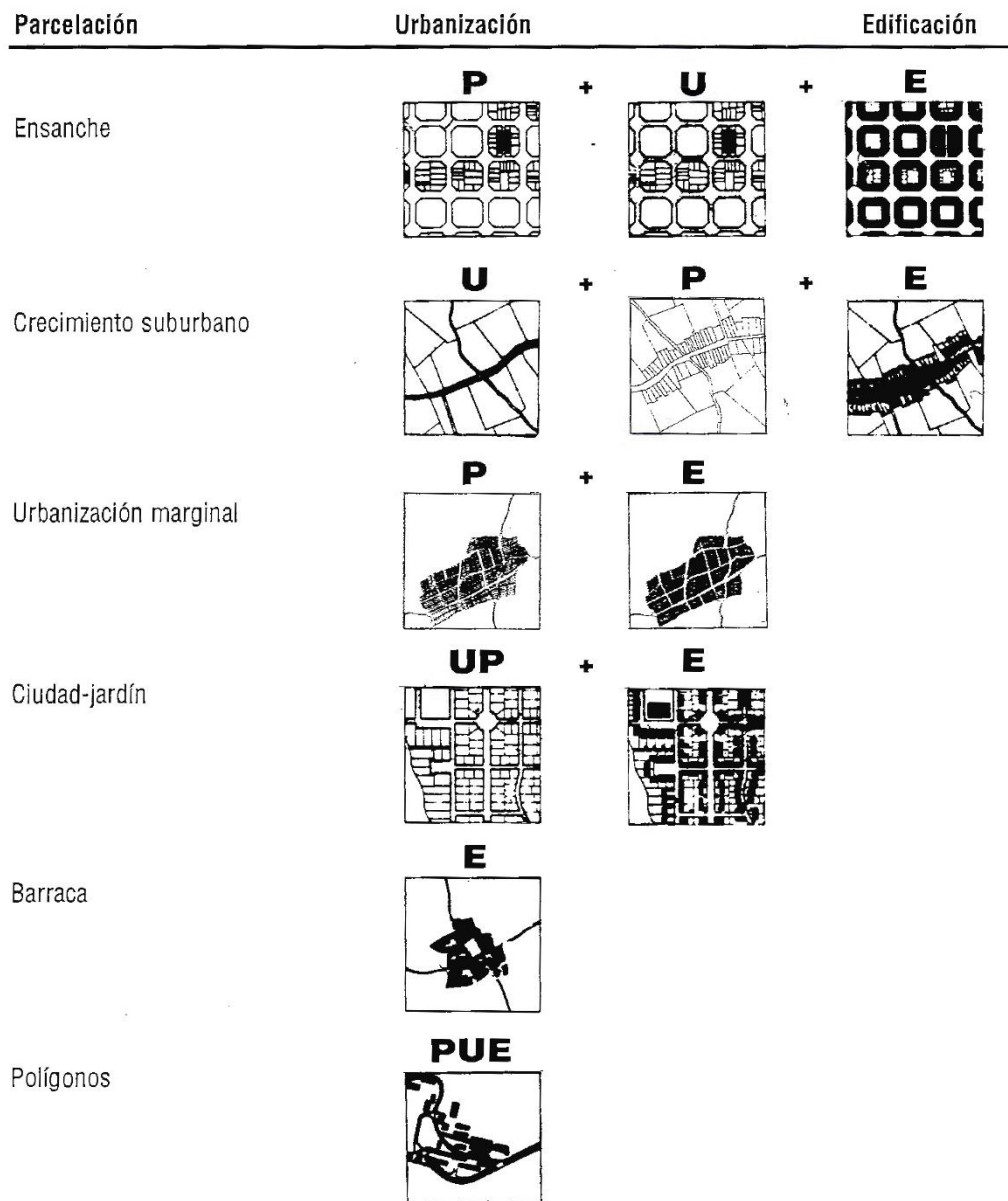 Parcelación Urbanización Edificación
P + U + E
Ensanche
U + P + E
Crecimiento suburbano
P + E
Urbanización marginal
UP + E
Ciudad-jardín
E
Barraca
PUE
Polígonos